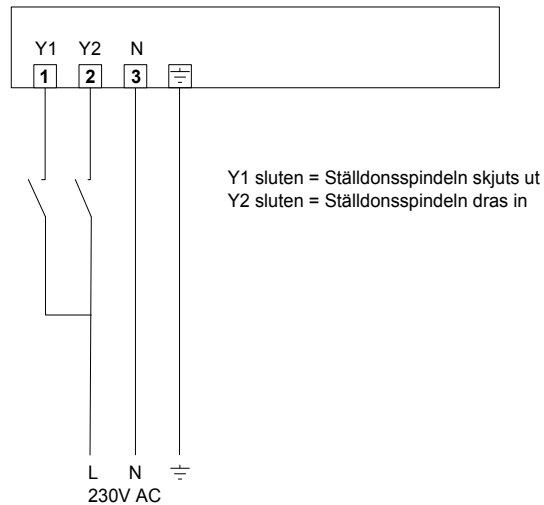 Y1 Y2 N
1 2 3
Y1 sluten = Ställdonsspindeln skjuts ut
Y2 sluten = Ställdonsspindeln dras in
L N
230V AC